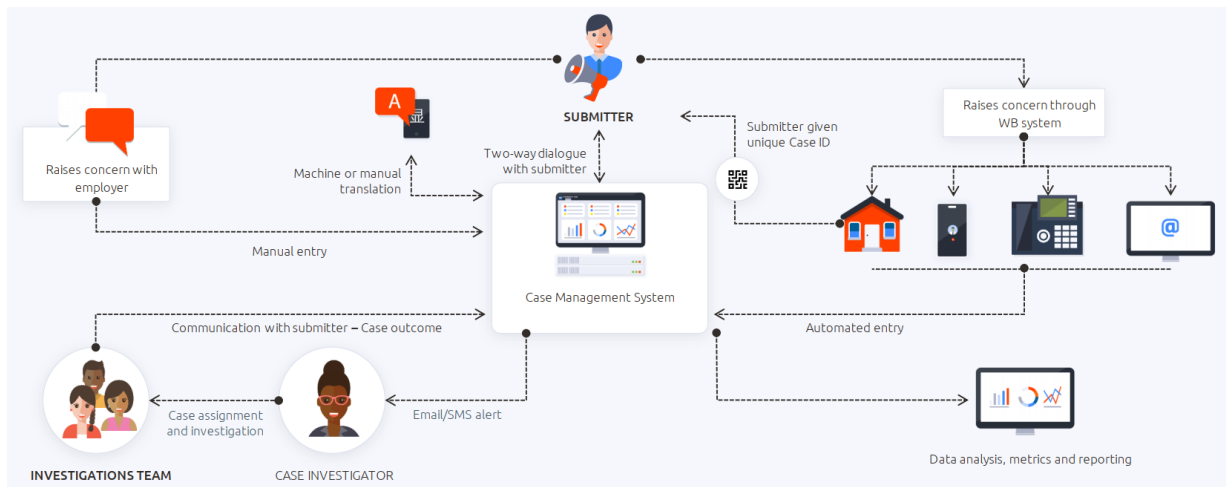 SUBMITTER
Raises concern through
WB system
A
Submitter given
unique Case ID
Two-way dialogue
with submitter
Raises concern with
employer
Machine or manual
translation
@
Manual entry
Case Management System
Communication with submitter – Case outcome
Automated entry
Case assignment
and investigation
Email/SMS alert
Data analysis, metrics and reporting
INVESTIGATIONS TEAM
CASE INVESTIGATOR